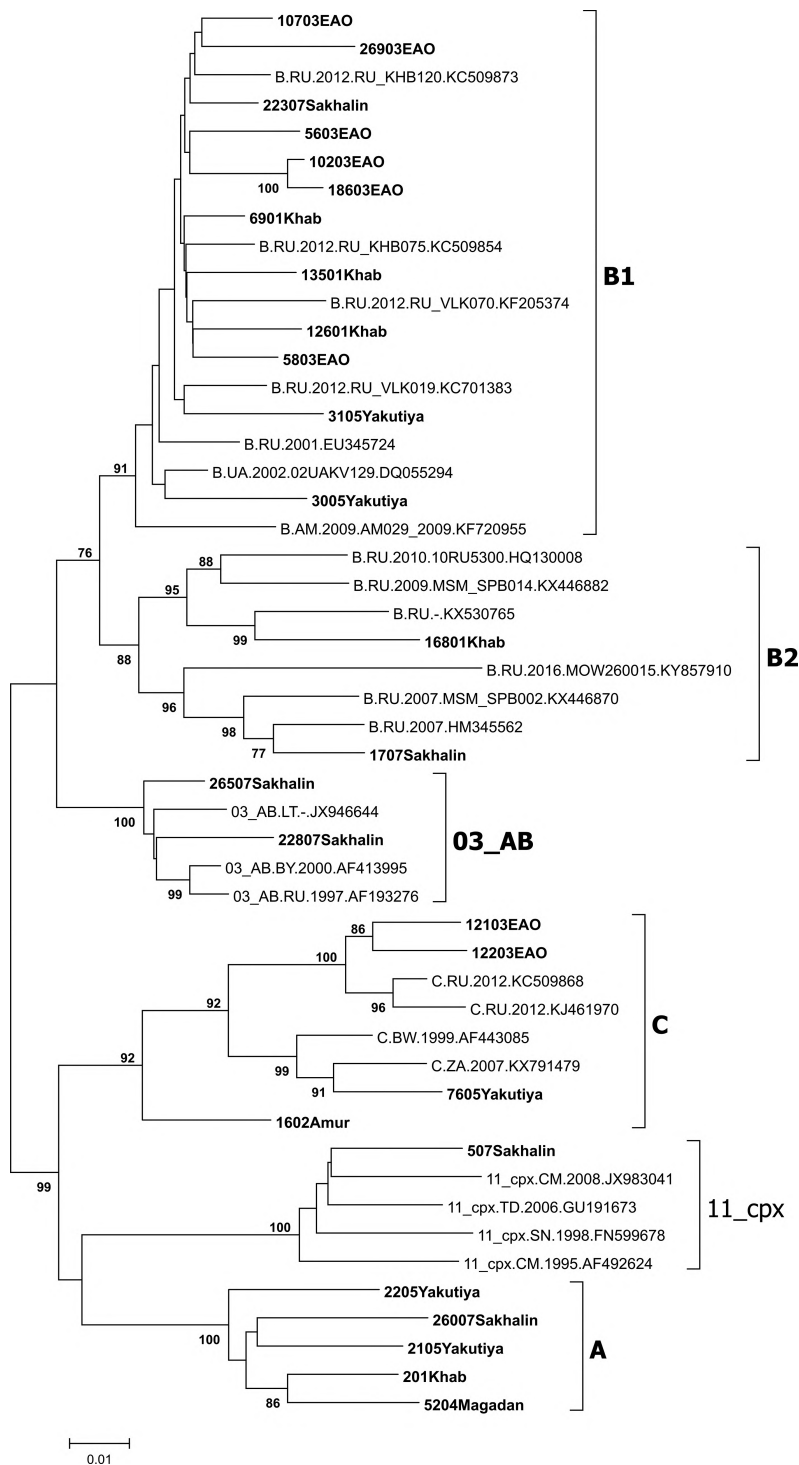 10703EAO
26903EAO
B.RU.2012.RU_KHB120.KC509873
22307Sakhalin
5603EAO
10203EAO
100
18603EAO
6901Khab
B.RU.2012.RU_KHB075.KC509854
13501Khab
B1
B.RU.2012.RU_VLK070.KF205374
12601Khab
5803EAO
B.RU.2012.RU_VLK019.KC701383
3105Yakutiya
B.RU.2001.EU345724
91
B.UA.2002.02UAKV129.DQ055294
3005Yakutiya
B.AM.2009.AM029_2009.KF720955
76
B.RU.2010.10RU5300.HQ130008
88
B.RU.2009.MSM_SPB014.KX446882
95
B.RU.-.KX530765
99
16801Khab
88
B2
B.RU.2016.MOW260015.KY857910
96
B.RU.2007.MSM_SPB002.KX446870
98
B.RU.2007.HM345562
77
1707Sakhalin
26507Sakhalin
03_AB.LT.-.JX946644
100
22807Sakhalin
03_AB
03_AB.BY.2000.AF413995
99
03_AB.RU.1997.AF193276
12103EAO
86
12203EAO
100
C.RU.2012.KC509868
96
C.RU.2012.KJ461970
92
C
C.BW.1999.AF443085
92
99
C.ZA.2007.KX791479
91
7605Yakutiya
1602Amur
99
507Sakhalin
11_cpx.CM.2008.JX983041
11_cpx.TD.2006.GU191673
11_cpx
100
11_cpx.SN.1998.FN599678
11_cpx.CM.1995.AF492624
2205Yakutiya
26007Sakhalin
100
2105Yakutiya
A
201Khab
86
5204Magadan
0.01